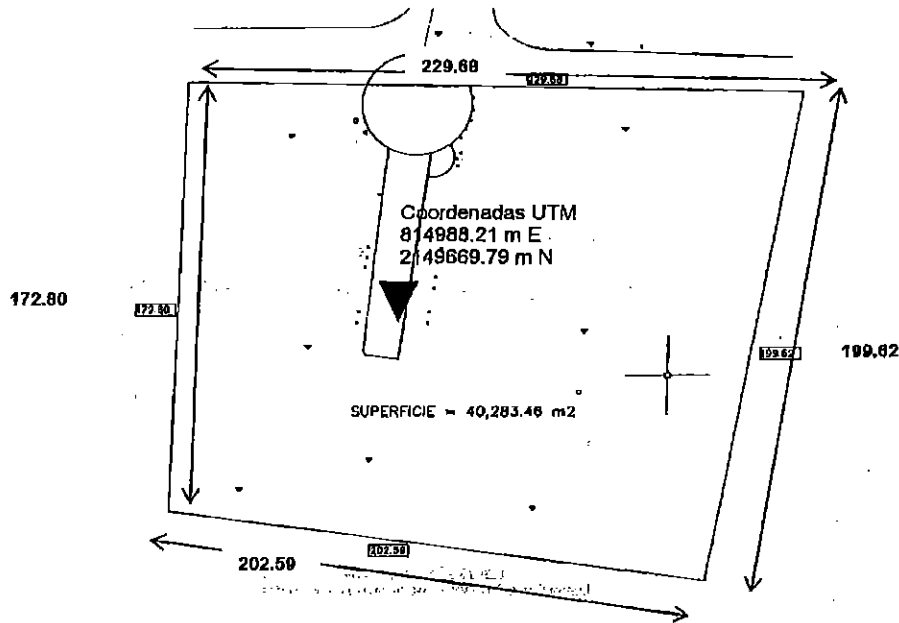 229.68
229.68
Coordenadas UTM
814988.21 m E
2149669.79 m N
172.80
172.80
199.62
199.62
SUPERFICIE = 40,283.46 m2
202.59
202.59